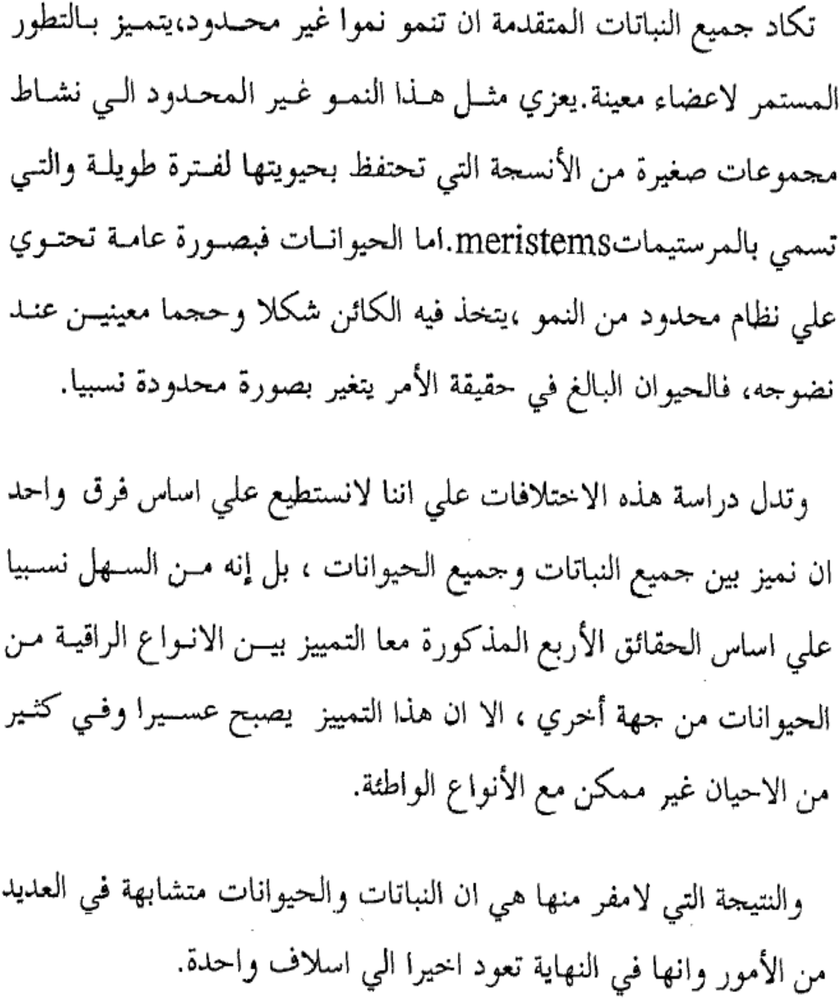 تكاد جميع النباتات المتقدمة ان تنمو نموا غير محدود،يتميز بالتطور
المستمر لاعضاء معينة.يعزي مثل هذا النمو غير المحدود الي نشاط
مجموعات صغيرة من الأنسجة التي تحتفظ بحيويتها لفترة طويلة والتي
تسمي بالمرستيمات meristems.اما الحيوانات فبصورة عامة تحتوي
علي نظام محدود من النمو ،يتخذ فيه الكائن شكلا وحجما معينين عند
نضوجه، فالحيوان البالغ في حقيقة الأمر يتغير بصورة محدودة نسبيا.
وتدل دراسة هذه الاختلافات علي اننا لانستطيع علي اساس فرق واحد
ان نميز بين جميع النباتات وجميع الحيوانات ، بل إنه من السهل نسبيا
علي اساس الحقائق الأربع المذكورة معا التمييز بين الانواع الراقية من
الحيوانات من جهة أخري ، الا ان هذا التمييز يصبح عسيرا وفي كثير
من الاحيان غير ممكن مع الأنواع الواطئة.
والنتيجة التي لامفر منها هي ان النباتات والحيوانات متشابهة في العديد
من الأمور وانها في النهاية تعود اخيرا الي اسلاف واحدة.